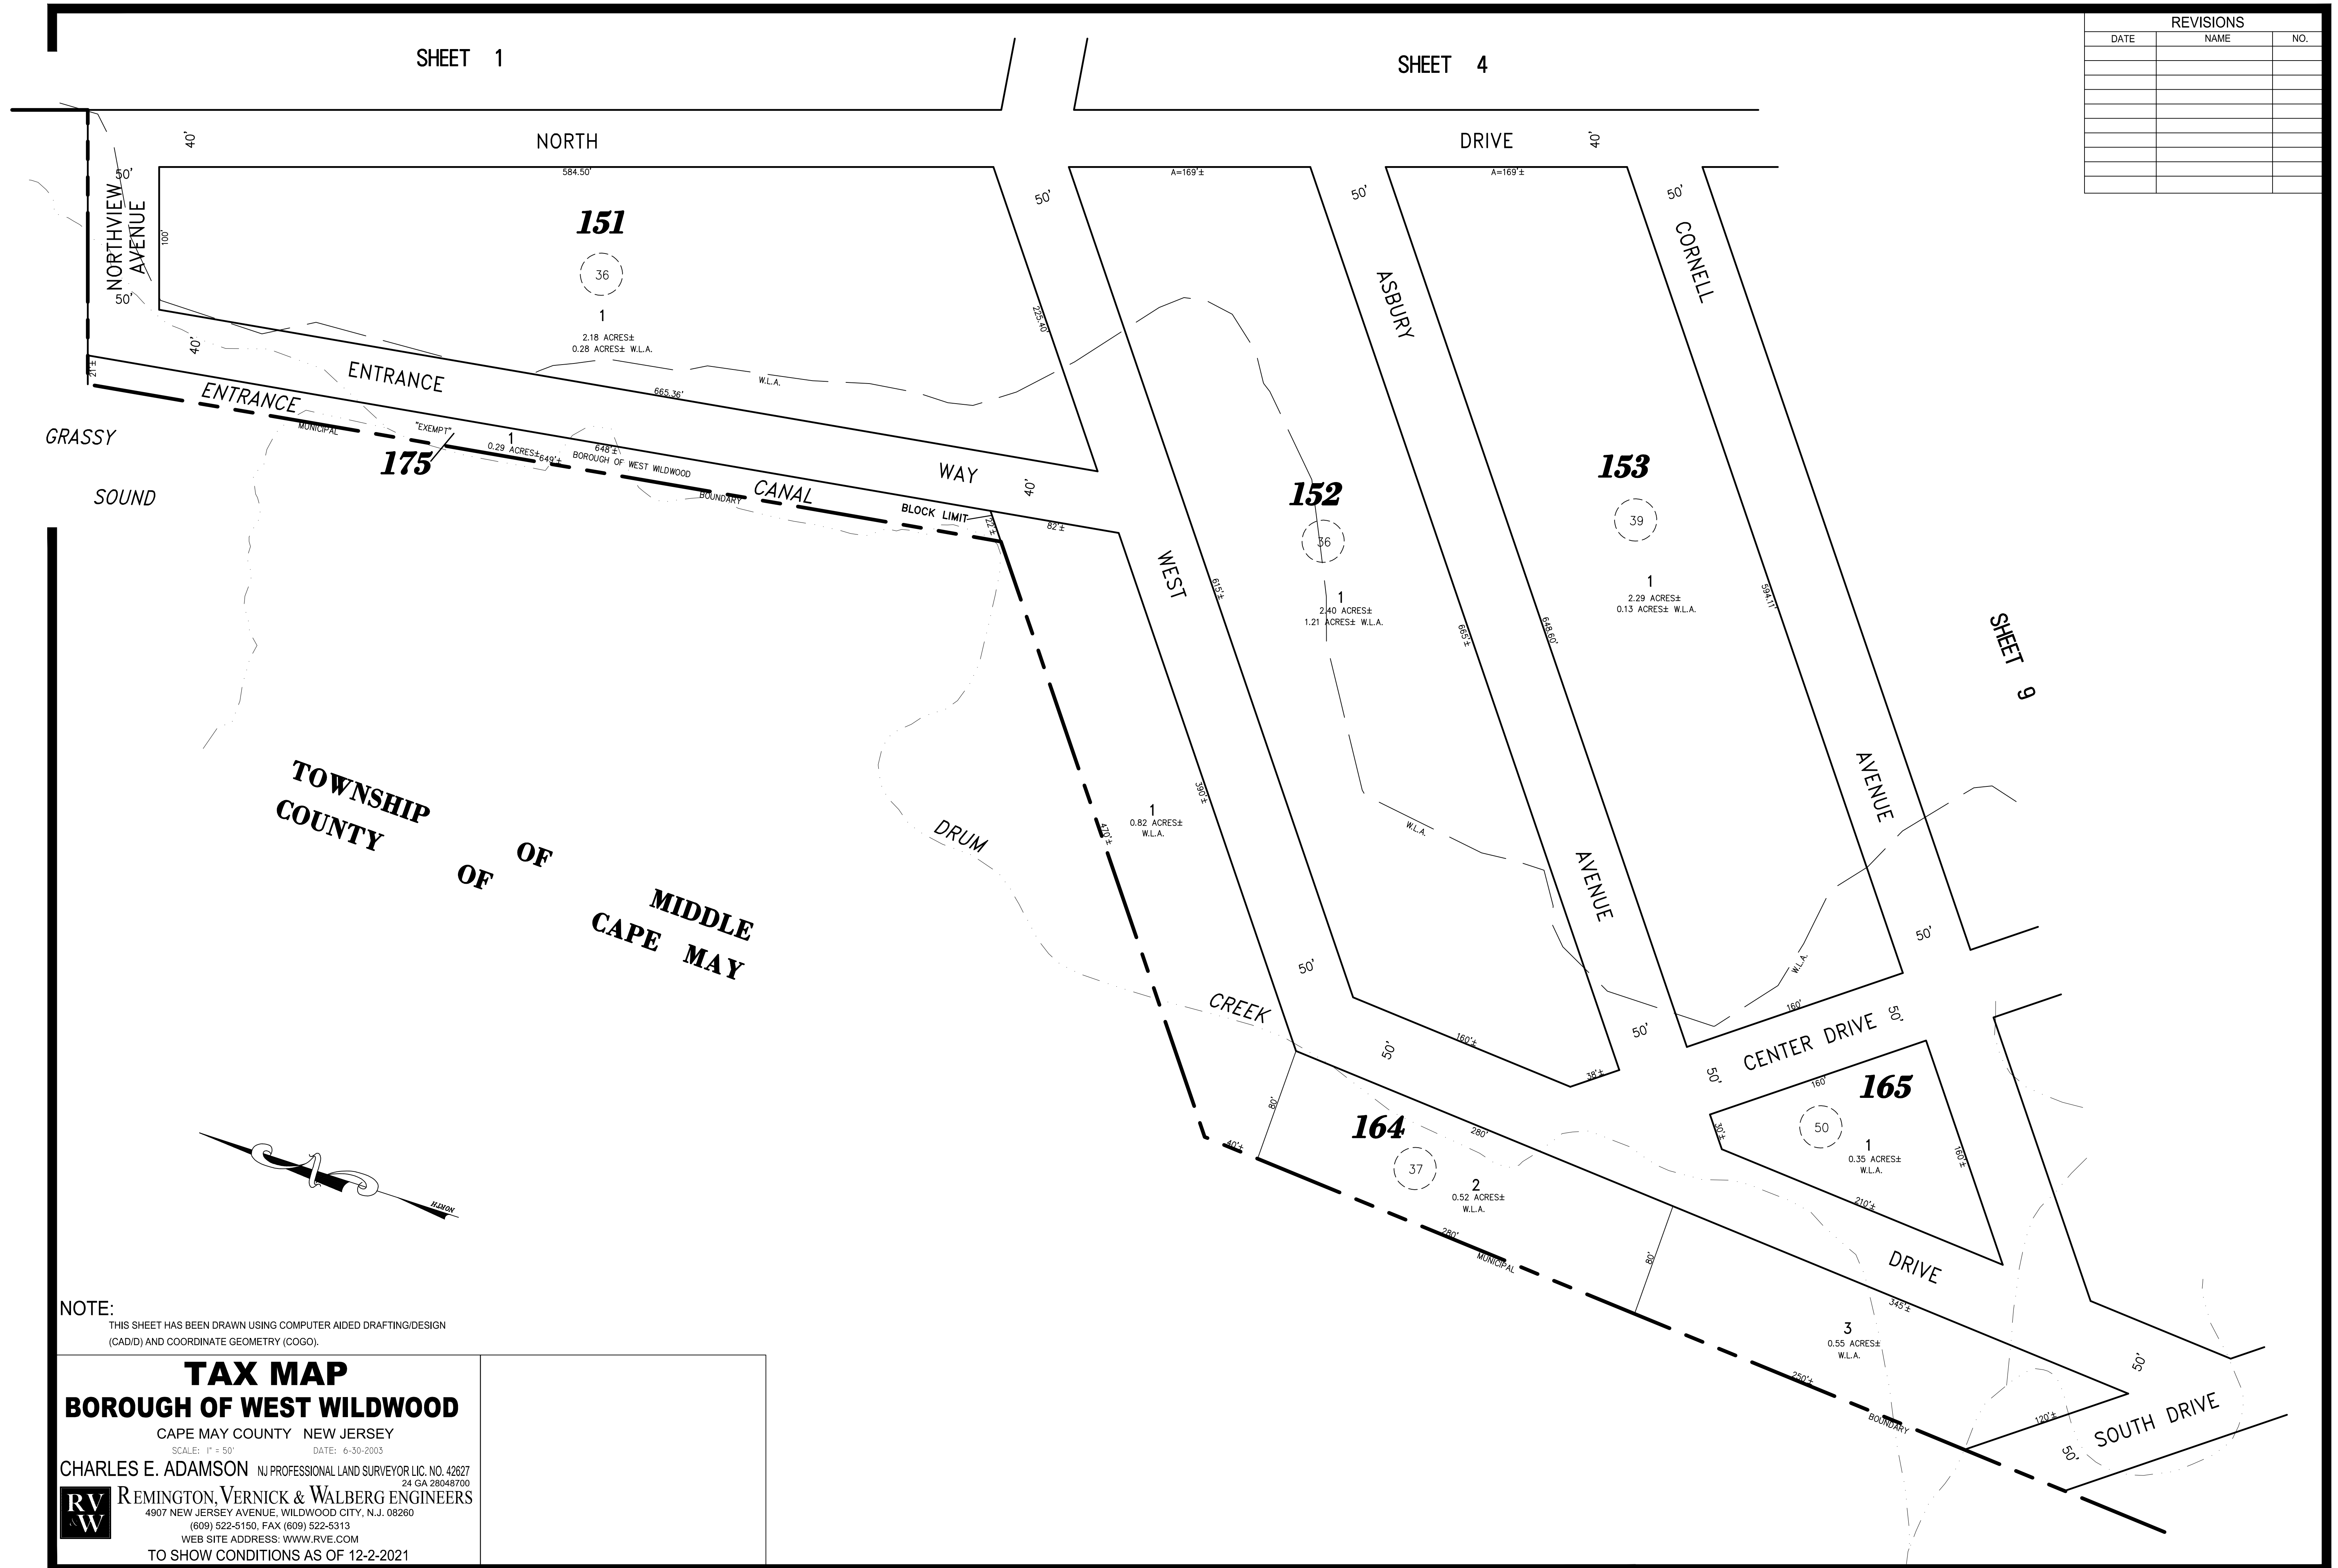 SHEET 1
SHEET 4
REVISIONS
DATE NAME NO.
NORTH DRIVE
40'
40'
50'
NORTHVIEW
AVENUE
50'
100'
584.50'
151
36
1
2.18 ACRES±
0.28 ACRES± W.L.A.
225.40'
50'
A=169'±
50'
A=169'±
50'
ASBURY
CORNELL
40'
21'±
ENTRANCE
665.36'
W.L.A.
WAY
40'
ENTRANCE
MUNICIPAL
"EXEMPT"
175
1
0.29 ACRES±
649'±
648'±
BOROUGH OF WEST WILDWOOD
BOUNDARY
CANAL
BLOCK LIMIT
22'±
82'±
GRASSY
SOUND
WEST
615'±
152
36
1
2.40 ACRES±
1.21 ACRES± W.L.A.
665'±
648.60'
153
39
1
2.29 ACRES±
0.13 ACRES± W.L.A.
594.11'
SHEET 9
AVENUE
AVENUE
W.L.A.
W.L.A.
390'±
470'±
1
0.82 ACRES±
W.L.A.
TOWNSHIP OF MIDDLE
COUNTY OF CAPE MAY
DRUM
CREEK
50'
50'
160'±
38'±
50'
160'
50'
50'
CENTER DRIVE
50'
160'
165
50
1
0.35 ACRES±
W.L.A.
30'±
160'±
210'±
80'
40'±
164
37
280'
2
0.52 ACRES±
W.L.A.
280'
MUNICIPAL
80'
DRIVE
345'±
3
0.55 ACRES±
W.L.A.
250'±
BOUNDARY
120'±
50'
SOUTH DRIVE
50'
NORTH
NOTE:
THIS SHEET HAS BEEN DRAWN USING COMPUTER AIDED DRAFTING/DESIGN
(CAD/D) AND COORDINATE GEOMETRY (COGO).
TAX MAP
BOROUGH OF WEST WILDWOOD
CAPE MAY COUNTY NEW JERSEY
SCALE: 1" = 50' DATE: 6-30-2003
CHARLES E. ADAMSON NJ PROFESSIONAL LAND SURVEYOR LIC. NO. 42627
24 GA 28048700
RV
&W
REMINGTON, VERNICK & WALBERG ENGINEERS
4907 NEW JERSEY AVENUE, WILDWOOD CITY, N.J. 08260
(609) 522-5150, FAX (609) 522-5313
WEB SITE ADDRESS: WWW.RVE.COM
TO SHOW CONDITIONS AS OF 12-2-2021